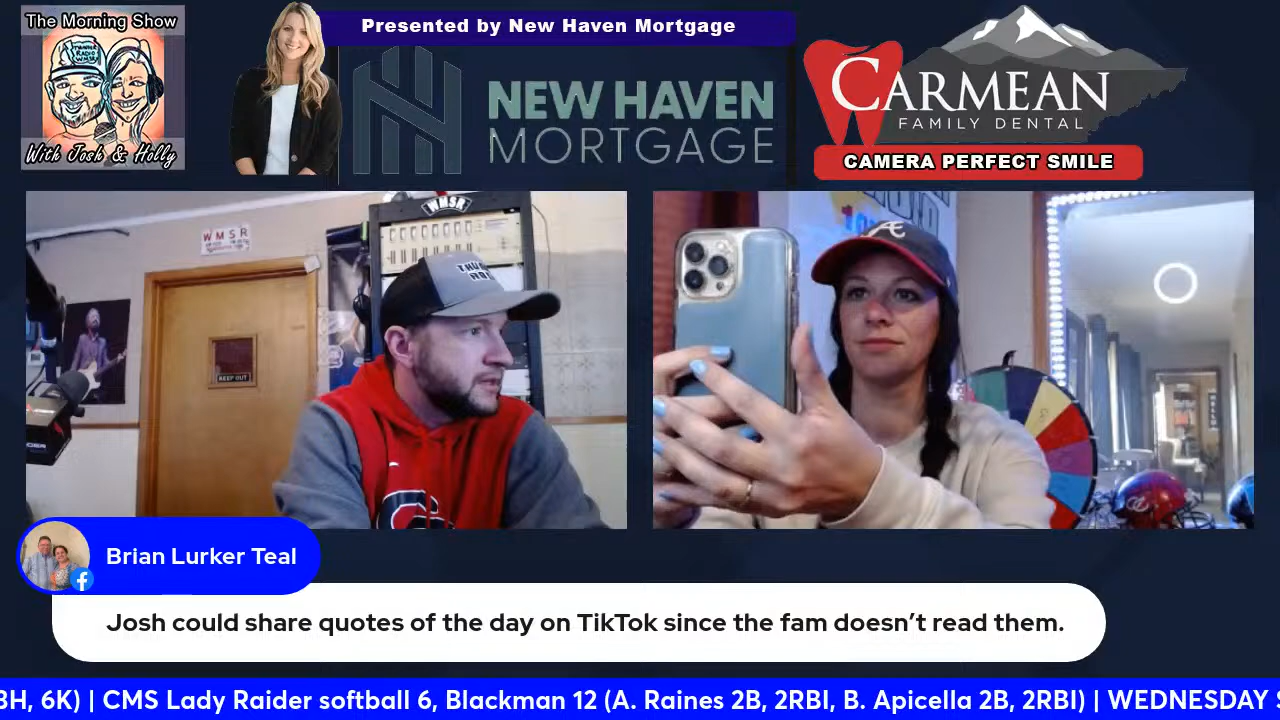 The Morning Show
With Josh & Holly
Presented by New Haven Mortgage
NEW HAVEN
MORTGAGE
CARMEAN
FAMILY DENTAL
CAMERA PERFECT SMILE
WMSR
WMSR
KEEP OUT
Brian Lurker Teal
Josh could share quotes of the day on TikTok since the fam doesn't read them.
BH, 6K) | CMS Lady Raider softball 6, Blackman 12 (A. Raines 2B, 2RBI, B. Apicella 2B, 2RBI) | WEDNESDAY